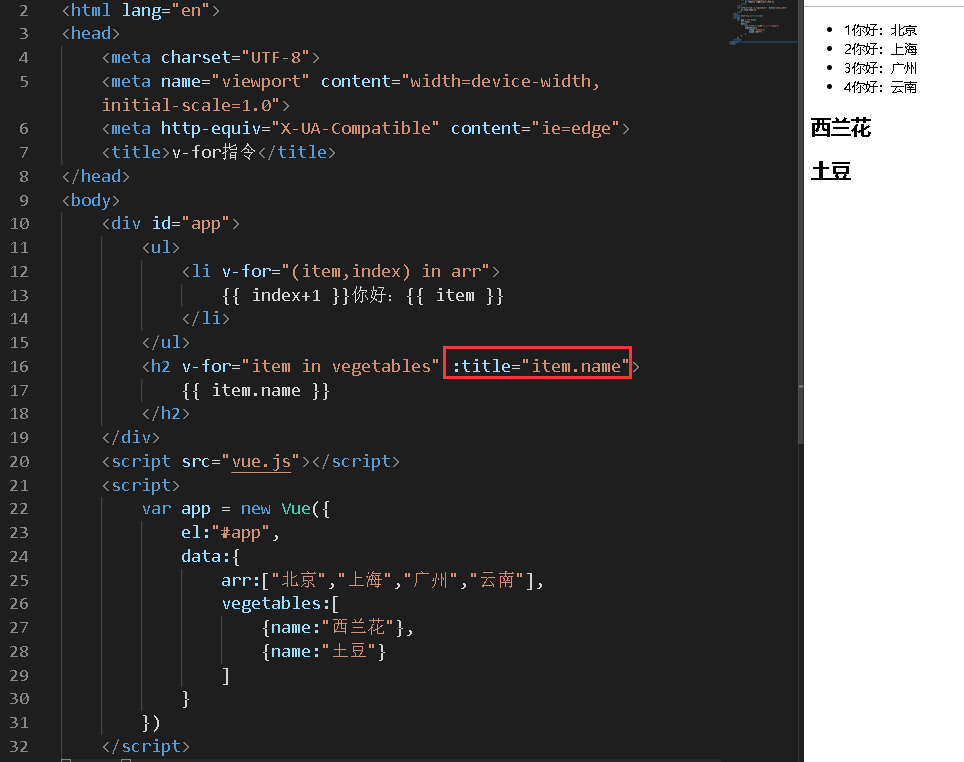 2 <html lang="en">
3 <head>
4 <meta charset="UTF-8">
5 <meta name="viewport" content="width=device-width,
initial-scale=1.0">
6 <meta http-equiv="X-UA-Compatible" content="ie=edge">
7 <title>v-for指令</title>
8 </head>
9 <body>
10 <div id="app">
11 <ul>
12 <li v-for="(item,index) in arr">
13 {{ index+1 }}你好：{{ item }}
14 </li>
15 </ul>
16 <h2 v-for="item in vegetables" :title="item.name">
17 {{ item.name }}
18 </h2>
19 </div>
20 <script src="vue.js"></script>
21 <script>
22 var app = new Vue({
23 el:"#app",
24 data:{
25 arr:["北京","上海","广州","云南"],
26 vegetables:[
27 {name:"西兰花"},
28 {name:"土豆"}
29 ]
30 }
31 })
32 </script>
• 1你好：北京
• 2你好：上海
• 3你好：广州
• 4你好：云南
西兰花
土豆